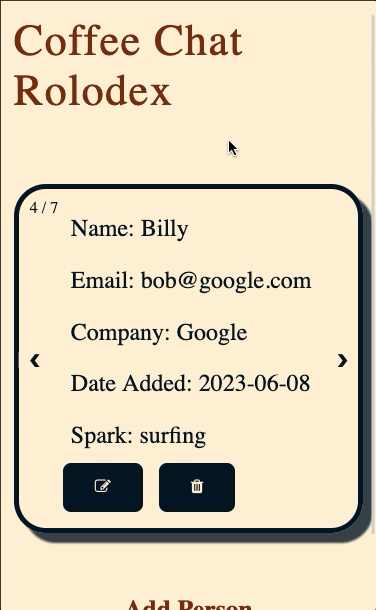 Coffee Chat
Rolodex
4 / 7
Name: Billy
Email: bob@google.com
Company: Google
Date Added: 2023-06-08
Spark: surfing
Add Person